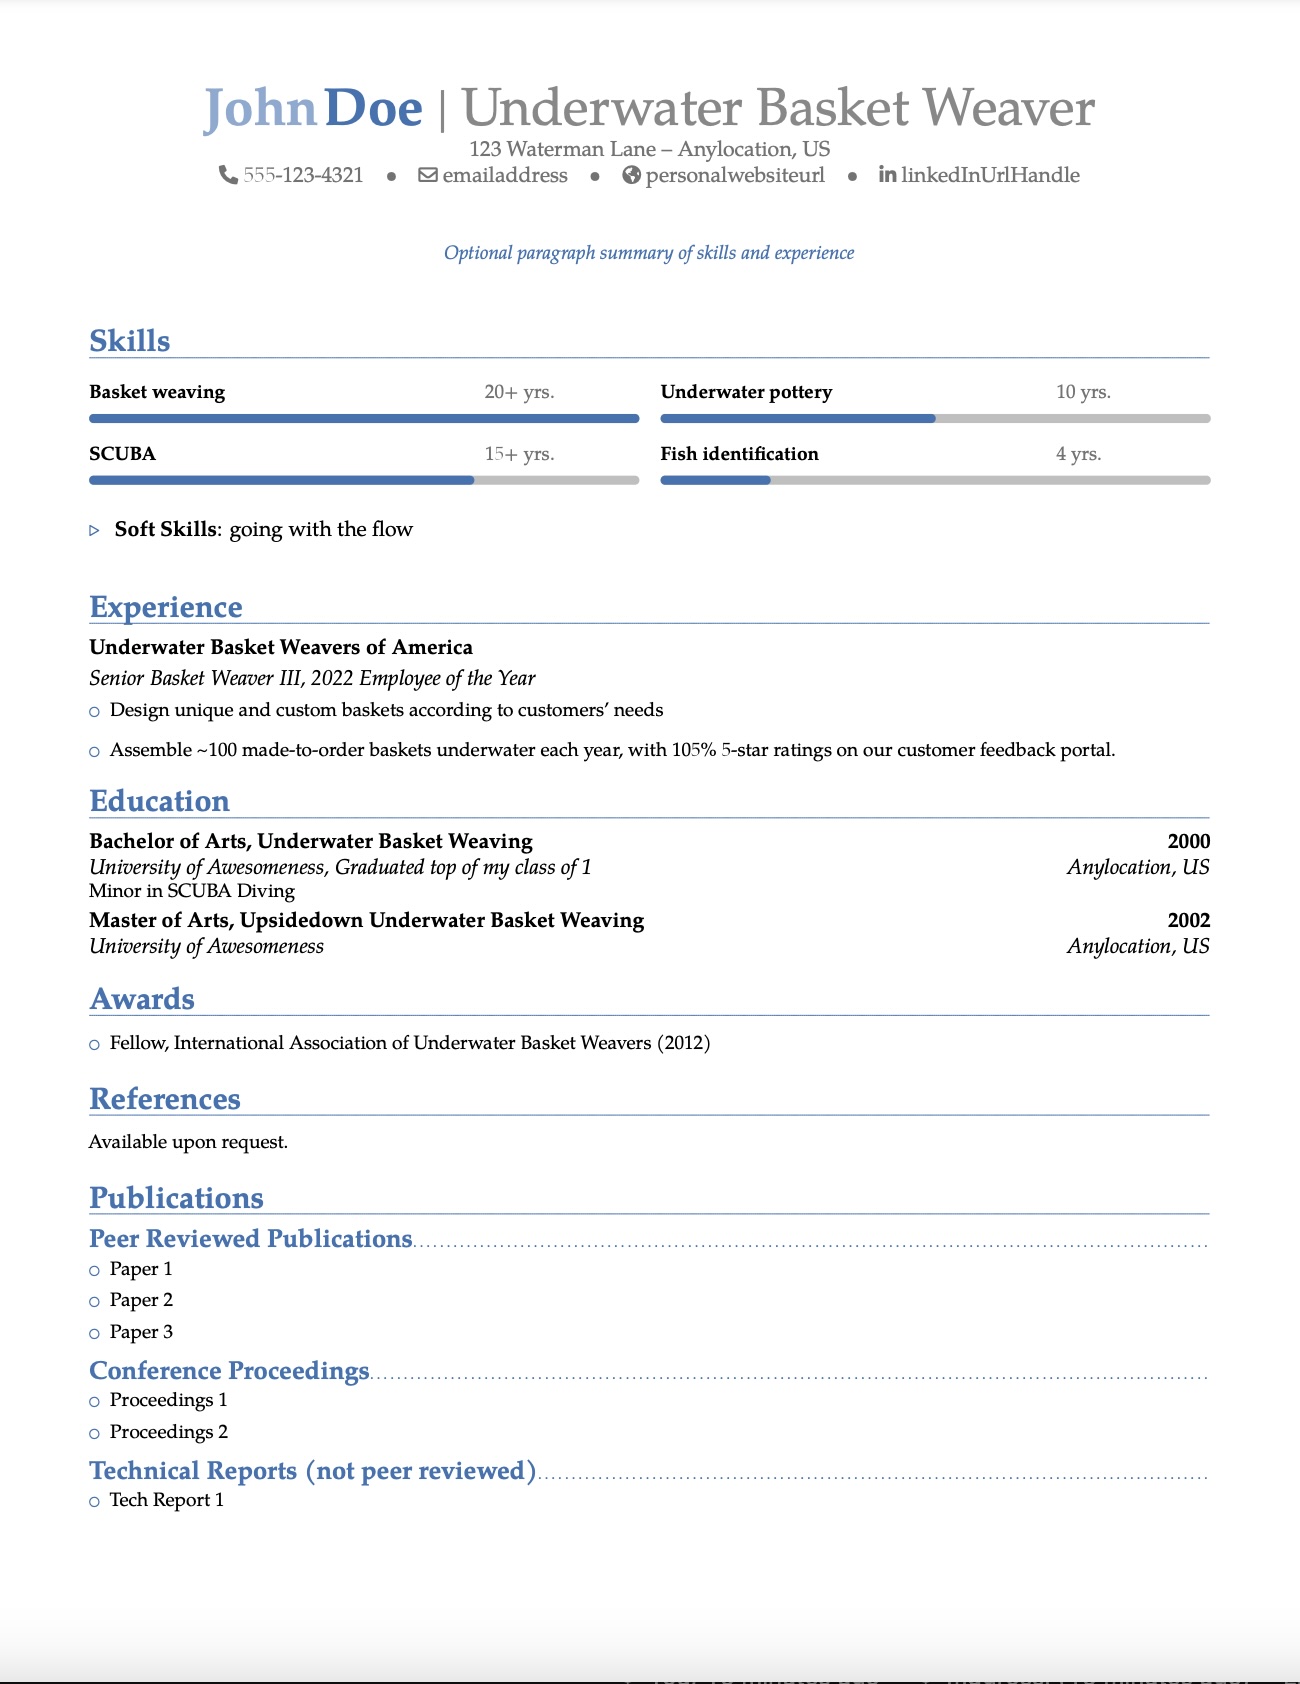 John Doe | Underwater Basket Weaver
123 Waterman Lane – Anylocation, US
555-123-4321 • emailaddress • personalwebsiteurl • linkedInUrlHandle
Optional paragraph summary of skills and experience
Skills
Basket weaving 20+ yrs. Underwater pottery 10 yrs.
SCUBA 15+ yrs. Fish identification 4 yrs.
Soft Skills: going with the flow
Experience
Underwater Basket Weavers of America
Senior Basket Weaver III, 2022 Employee of the Year
Design unique and custom baskets according to customers’ needs
Assemble ~100 made-to-order baskets underwater each year, with 105% 5-star ratings on our customer feedback portal.
Education
Bachelor of Arts, Underwater Basket Weaving 2000
University of Awesomeness, Graduated top of my class of 1 Anylocation, US
Minor in SCUBA Diving
Master of Arts, Upsidedown Underwater Basket Weaving 2002
University of Awesomeness Anylocation, US
Awards
Fellow, International Association of Underwater Basket Weavers (2012)
References
Available upon request.
Publications
Peer Reviewed Publications
Paper 1
Paper 2
Paper 3
Conference Proceedings
Proceedings 1
Proceedings 2
Technical Reports (not peer reviewed)
Tech Report 1